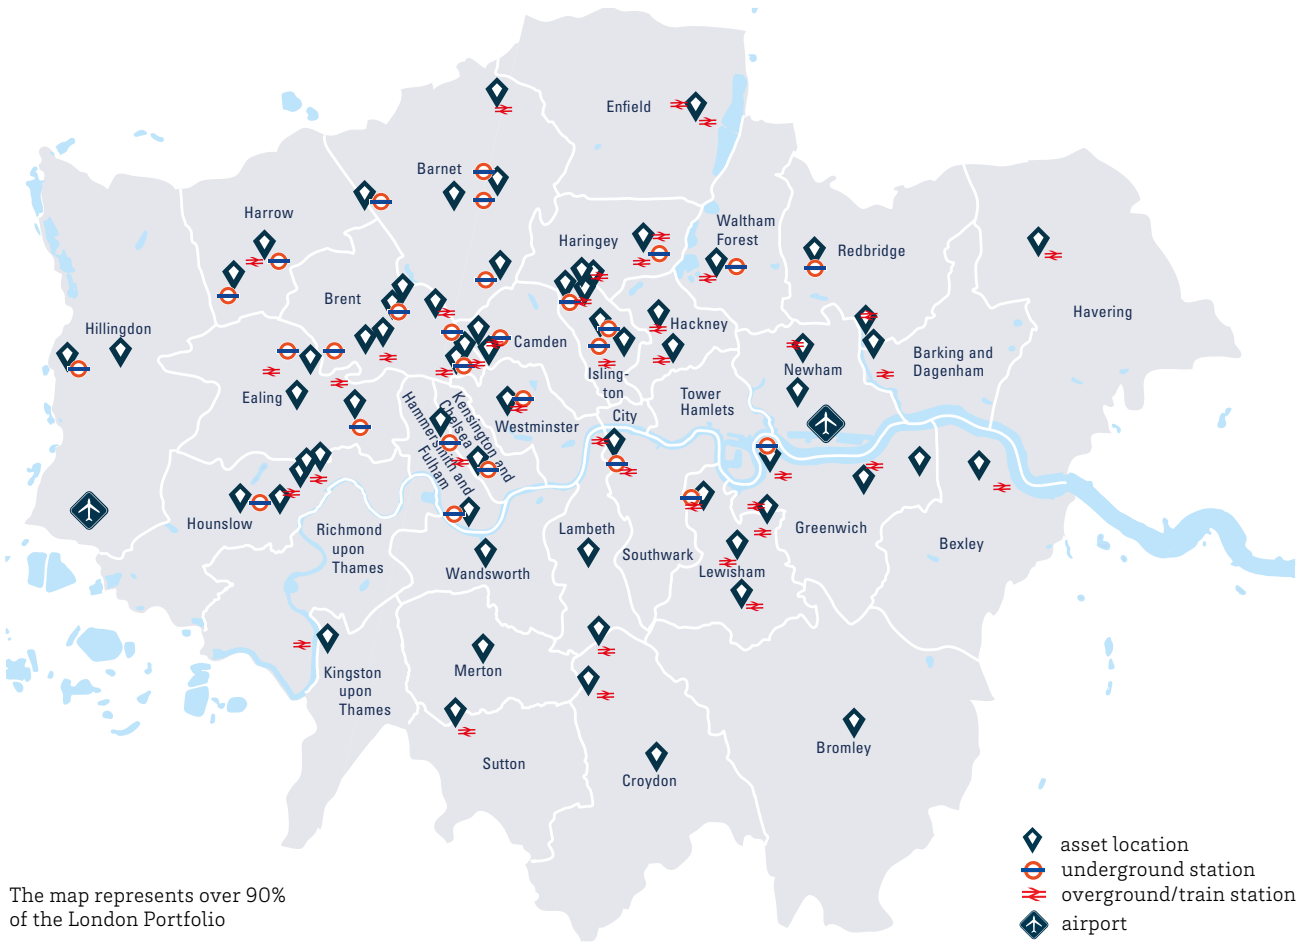 Enfield
Barnet
Harrow
Haringey
Waltham
Forest
Redbridge
Havering
Brent
Hillingdon
Hackney
Camden
Barking and
Dagenham
Newham
Isling-
ton
Ealing
Tower
Hamlets
City
Westminster
Kensington and
Chelsea
Hammersmith and
Fulham
Hounslow
Richmond
upon
Thames
Lambeth
Southwark
Greenwich
Bexley
Wandsworth
Lewisham
Merton
Kingston
upon
Thames
Sutton
Croydon
Bromley
asset location
underground station
overground/train station
airport
The map represents over 90%
of the London Portfolio